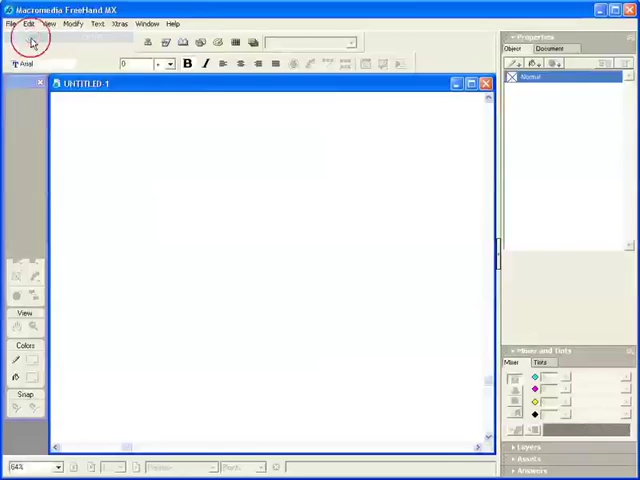 Macromedia FreeHand MX
File Edit View Modify Text Xtras Window Help
Arial
0
B I
UNTITLED-1
View
Colors
Snap
64%
Properties
Object Document
Normal
Mixer and Tints
Mixer Tints
Layers
Assets
Answers